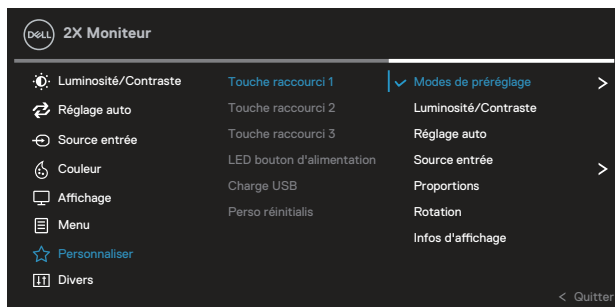 DELL 2X Moniteur
Luminosité/Contraste
Réglage auto
Source entrée
Couleur
Affichage
Menu
Personnaliser
Divers
Touche raccourci 1
Touche raccourci 2
Touche raccourci 3
LED bouton d'alimentation
Charge USB
Perso réinitialis
Modes de préréglage
Luminosité/Contraste
Réglage auto
Source entrée
Proportions
Rotation
Infos d'affichage
< Quitter